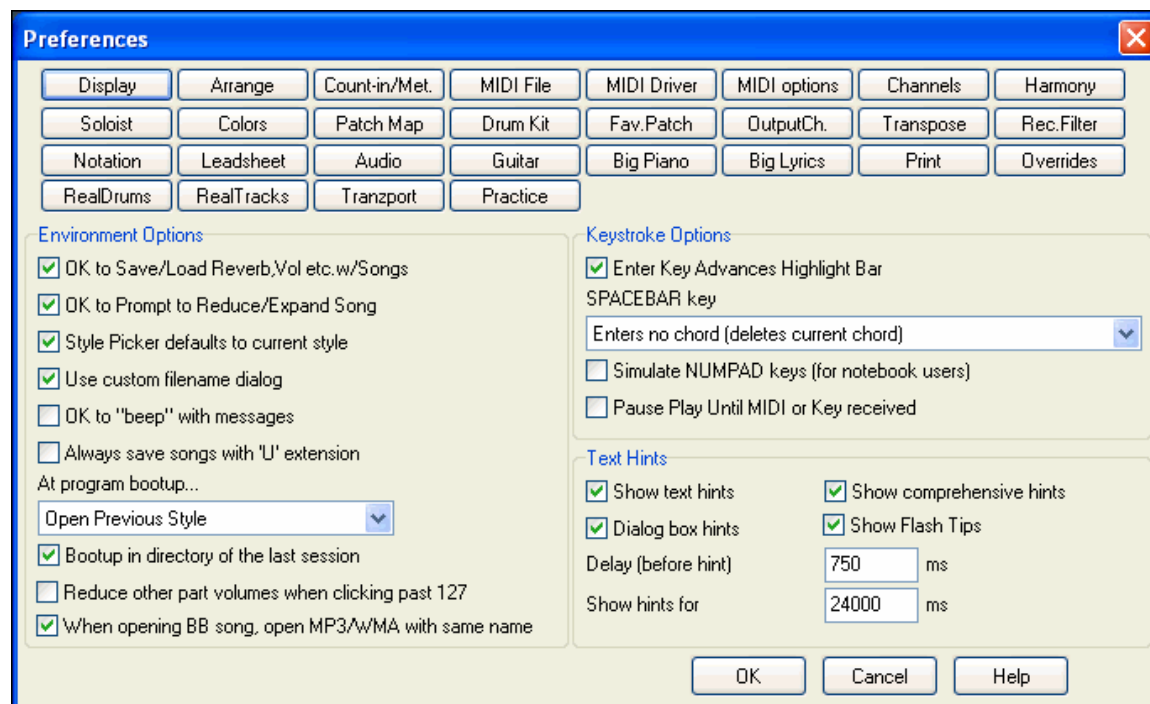 Preferences
Display Arrange Count-in/Met. MIDI File MIDI Driver MIDI options Channels Harmony
Soloist Colors Patch Map Drum Kit Fav.Patch OutputCh. Transpose Rec.Filter
Notation Leadsheet Audio Guitar Big Piano Big Lyrics Print Overrides
RealDrums RealTracks Tranzport Practice
Environment Options
OK to Save/Load Reverb,Vol etc.w/Songs
OK to Prompt to Reduce/Expand Song
Style Picker defaults to current style
Use custom filename dialog
OK to "beep" with messages
Always save songs with 'U' extension
At program bootup...
Open Previous Style
Bootup in directory of the last session
Reduce other part volumes when clicking past 127
When opening BB song, open MP3/WMA with same name
Keystroke Options
Enter Key Advances Highlight Bar
SPACEBAR key
Enters no chord (deletes current chord)
Simulate NUMPAD keys (for notebook users)
Pause Play Until MIDI or Key received
Text Hints
Show text hints Show comprehensive hints
Dialog box hints Show Flash Tips
Delay (before hint) 750 ms
Show hints for 24000 ms
OK Cancel Help